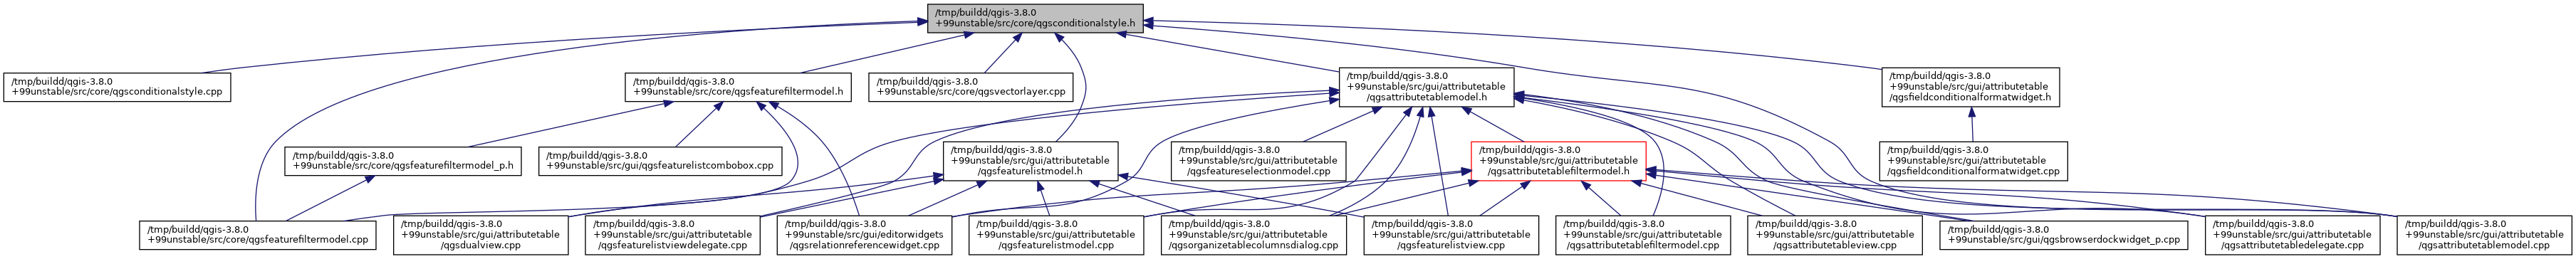 /tmp/buildd/qgis-3.8.0
+99unstable/src/core/qgsconditionalstyle.h
/tmp/buildd/qgis-3.8.0
+99unstable/src/core/qgsconditionalstyle.cpp
/tmp/buildd/qgis-3.8.0
+99unstable/src/core/qgsfeaturefiltermodel.h
/tmp/buildd/qgis-3.8.0
+99unstable/src/core/qgsvectorlayer.cpp
/tmp/buildd/qgis-3.8.0
+99unstable/src/gui/attributetable
/qgsattributetablemodel.h
/tmp/buildd/qgis-3.8.0
+99unstable/src/gui/attributetable
/qgsfieldconditionalformatwidget.h
/tmp/buildd/qgis-3.8.0
+99unstable/src/core/qgsfeaturefiltermodel_p.h
/tmp/buildd/qgis-3.8.0
+99unstable/src/gui/qgsfeaturelistcombobox.cpp
/tmp/buildd/qgis-3.8.0
+99unstable/src/gui/attributetable
/qgsfeaturelistmodel.h
/tmp/buildd/qgis-3.8.0
+99unstable/src/gui/attributetable
/qgsfeatureselectionmodel.cpp
/tmp/buildd/qgis-3.8.0
+99unstable/src/gui/attributetable
/qgsattributetablefiltermodel.h
/tmp/buildd/qgis-3.8.0
+99unstable/src/gui/attributetable
/qgsfieldconditionalformatwidget.cpp
/tmp/buildd/qgis-3.8.0
+99unstable/src/core/qgsfeaturefiltermodel.cpp
/tmp/buildd/qgis-3.8.0
+99unstable/src/gui/attributetable
/qgsdualview.cpp
/tmp/buildd/qgis-3.8.0
+99unstable/src/gui/attributetable
/qgsfeaturelistviewdelegate.cpp
/tmp/buildd/qgis-3.8.0
+99unstable/src/gui/editorwidgets
/qgsrelationreferencewidget.cpp
/tmp/buildd/qgis-3.8.0
+99unstable/src/gui/attributetable
/qgsfeaturelistmodel.cpp
/tmp/buildd/qgis-3.8.0
+99unstable/src/gui/attributetable
/qgsorganizetablecolumnsdialog.cpp
/tmp/buildd/qgis-3.8.0
+99unstable/src/gui/attributetable
/qgsfeaturelistview.cpp
/tmp/buildd/qgis-3.8.0
+99unstable/src/gui/attributetable
/qgsattributetablefiltermodel.cpp
/tmp/buildd/qgis-3.8.0
+99unstable/src/gui/attributetable
/qgsattributetableview.cpp
/tmp/buildd/qgis-3.8.0
+99unstable/src/gui/qgsbrowserdockwidget_p.cpp
/tmp/buildd/qgis-3.8.0
+99unstable/src/gui/attributetable
/qgsattributetabledelegate.cpp
/tmp/buildd/qgis-3.8.0
+99unstable/src/gui/attributetable
/qgsattributetablemodel.cpp